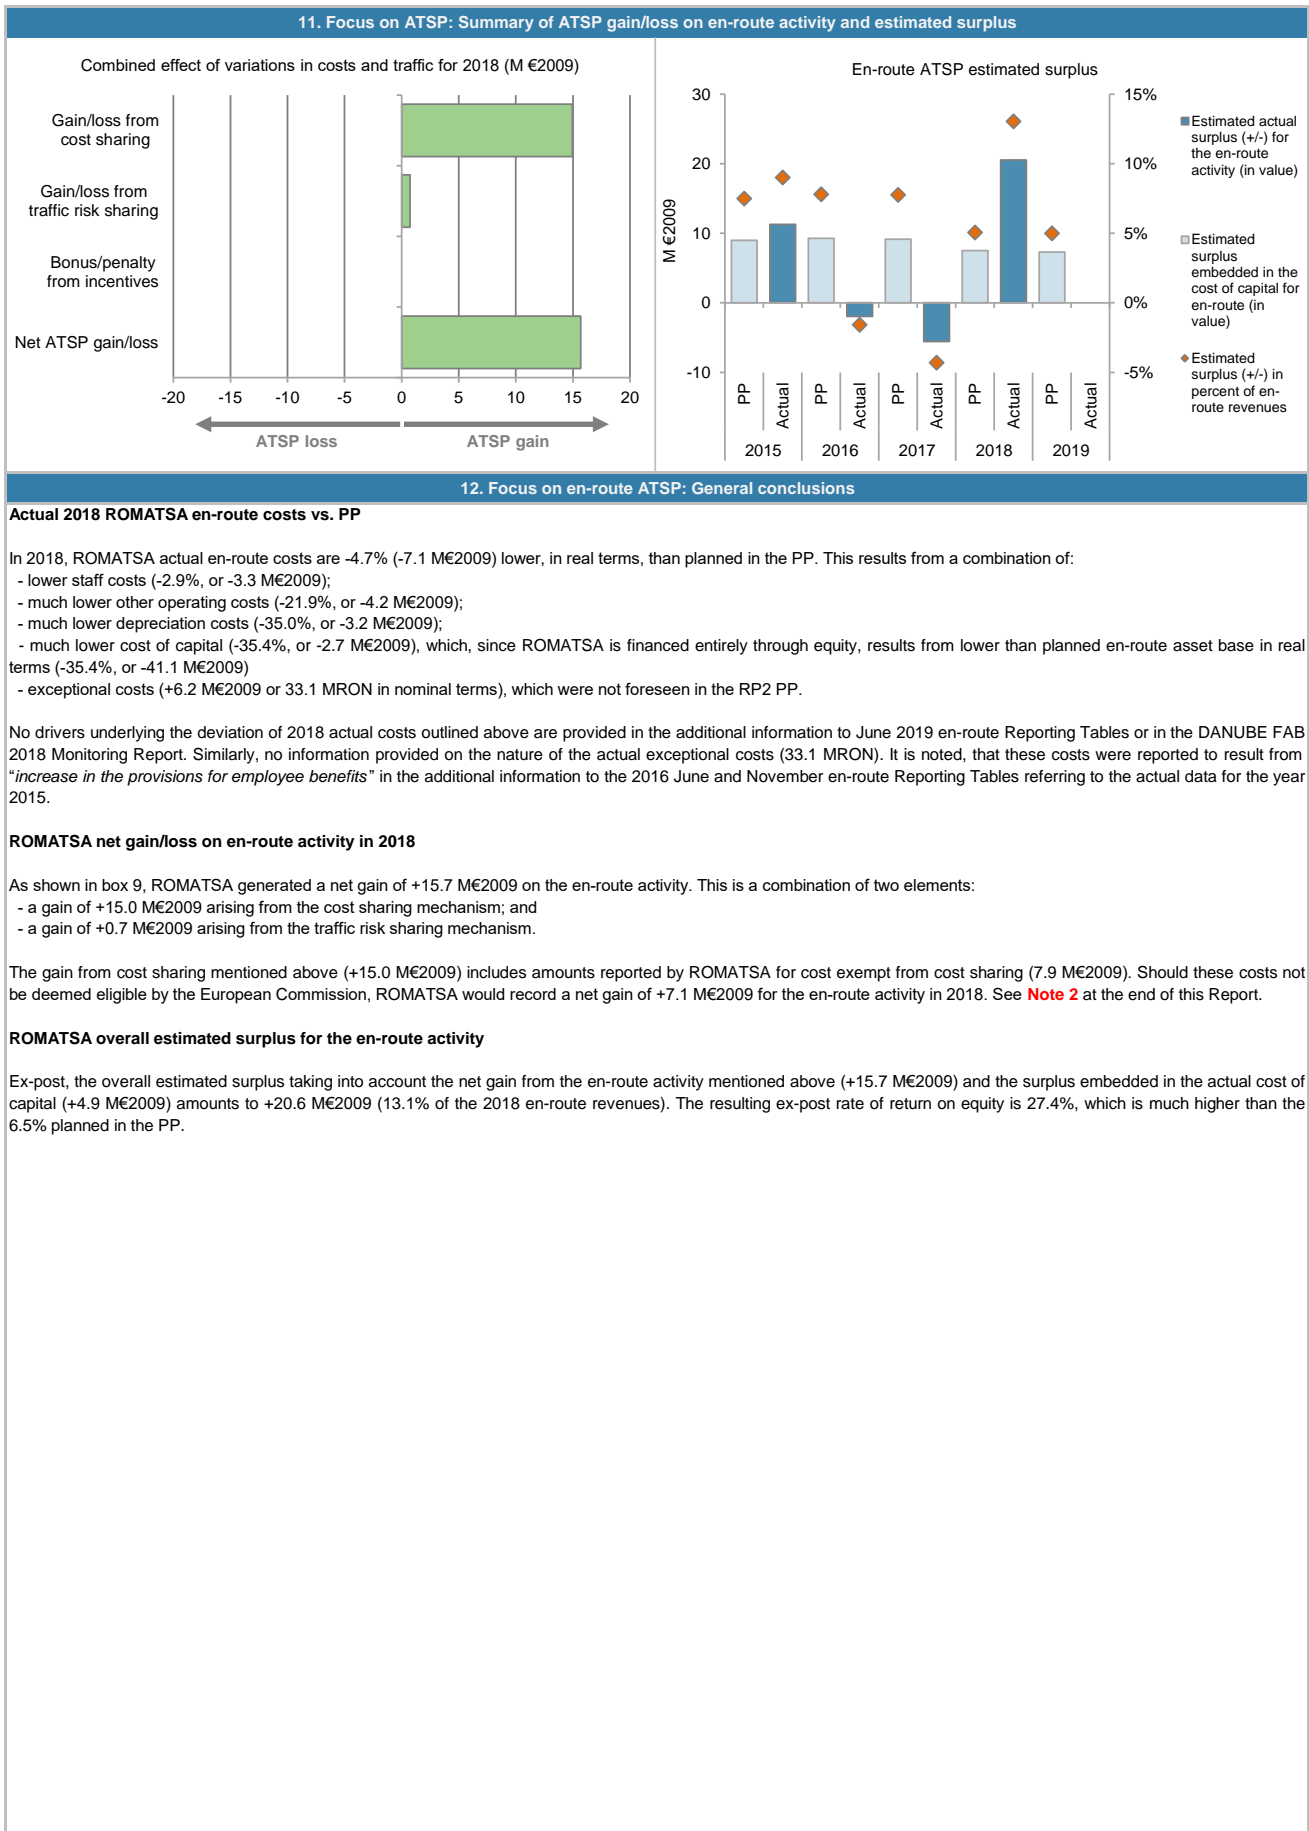 11. Focus on ATSP: Summary of ATSP gain/loss on en-route activity and estimated surplus
Combined effect of variations in costs and traffic for 2018 (M €2009)
Gain/loss from
cost sharing
Gain/loss from
traffic risk sharing
Bonus/penalty
from incentives
Net ATSP gain/loss
-20 -15 -10 -5 0 5 10 15 20
ATSP loss ATSP gain
En-route ATSP estimated surplus
M €2009
30
20
10
0
-10
15%
10%
5%
0%
-5%
PP Actual PP Actual PP Actual PP Actual PP Actual
2015 2016 2017 2018 2019
Estimated actual
surplus (+/-) for
the en-route
activity (in value)
Estimated
surplus
embedded in the
cost of capital for
en-route (in
value)
Estimated
surplus (+/-) in
percent of en-
route revenues
12. Focus on en-route ATSP: General conclusions
Actual 2018 ROMATSA en-route costs vs. PP
In 2018, ROMATSA actual en-route costs are -4.7% (-7.1 M€2009) lower, in real terms, than planned in the PP. This results from a combination of:
- lower staff costs (-2.9%, or -3.3 M€2009);
- much lower other operating costs (-21.9%, or -4.2 M€2009);
- much lower depreciation costs (-35.0%, or -3.2 M€2009);
- much lower cost of capital (-35.4%, or -2.7 M€2009), which, since ROMATSA is financed entirely through equity, results from lower than planned en-route asset base in real
terms (-35.4%, or -41.1 M€2009)
- exceptional costs (+6.2 M€2009 or 33.1 MRON in nominal terms), which were not foreseen in the RP2 PP.
No drivers underlying the deviation of 2018 actual costs outlined above are provided in the additional information to June 2019 en-route Reporting Tables or in the DANUBE FAB
2018 Monitoring Report. Similarly, no information provided on the nature of the actual exceptional costs (33.1 MRON). It is noted, that these costs were reported to result from
“increase in the provisions for employee benefits” in the additional information to the 2016 June and November en-route Reporting Tables referring to the actual data for the year
2015.
ROMATSA net gain/loss on en-route activity in 2018
As shown in box 9, ROMATSA generated a net gain of +15.7 M€2009 on the en-route activity. This is a combination of two elements:
- a gain of +15.0 M€2009 arising from the cost sharing mechanism; and
- a gain of +0.7 M€2009 arising from the traffic risk sharing mechanism.
The gain from cost sharing mentioned above (+15.0 M€2009) includes amounts reported by ROMATSA for cost exempt from cost sharing (7.9 M€2009). Should these costs not
be deemed eligible by the European Commission, ROMATSA would record a net gain of +7.1 M€2009 for the en-route activity in 2018. See Note 2 at the end of this Report.
ROMATSA overall estimated surplus for the en-route activity
Ex-post, the overall estimated surplus taking into account the net gain from the en-route activity mentioned above (+15.7 M€2009) and the surplus embedded in the actual cost of
capital (+4.9 M€2009) amounts to +20.6 M€2009 (13.1% of the 2018 en-route revenues). The resulting ex-post rate of return on equity is 27.4%, which is much higher than the
6.5% planned in the PP.